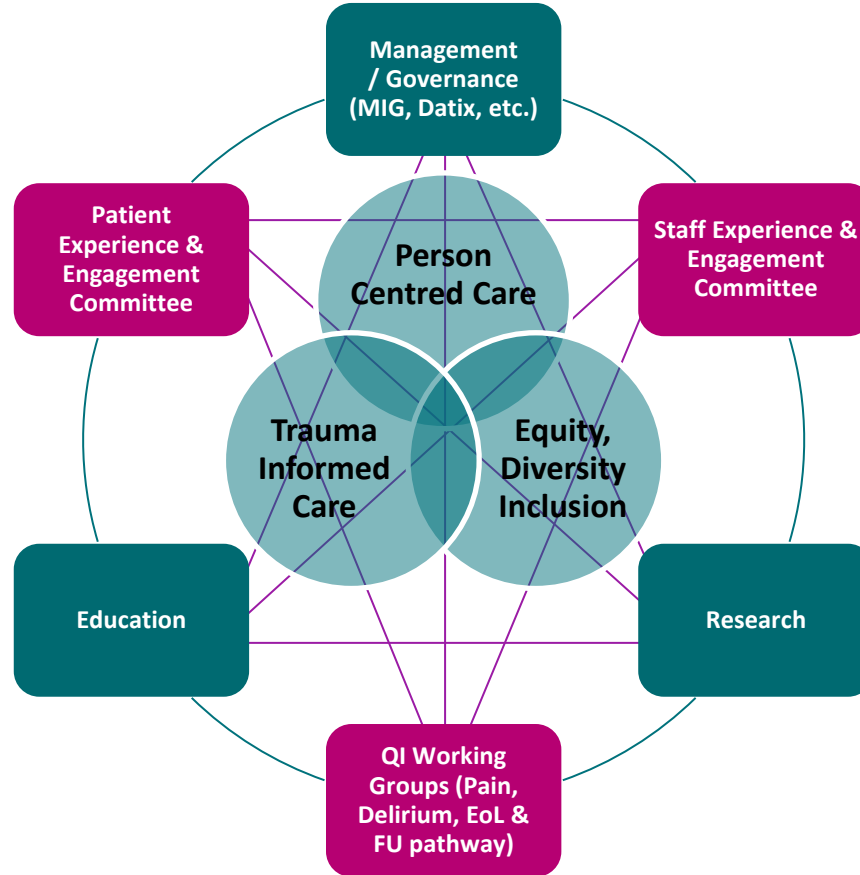 Management
/ Governance
(MIG, Datix, etc.)
Patient
Experience &
Engagement
Committee
Staff Experience &
Engagement
Committee
Person
Centred Care
Trauma
Informed
Care
Equity,
Diversity
Inclusion
Education
Research
QI Working
Groups (Pain,
Delirium, EoL &
FU pathway)